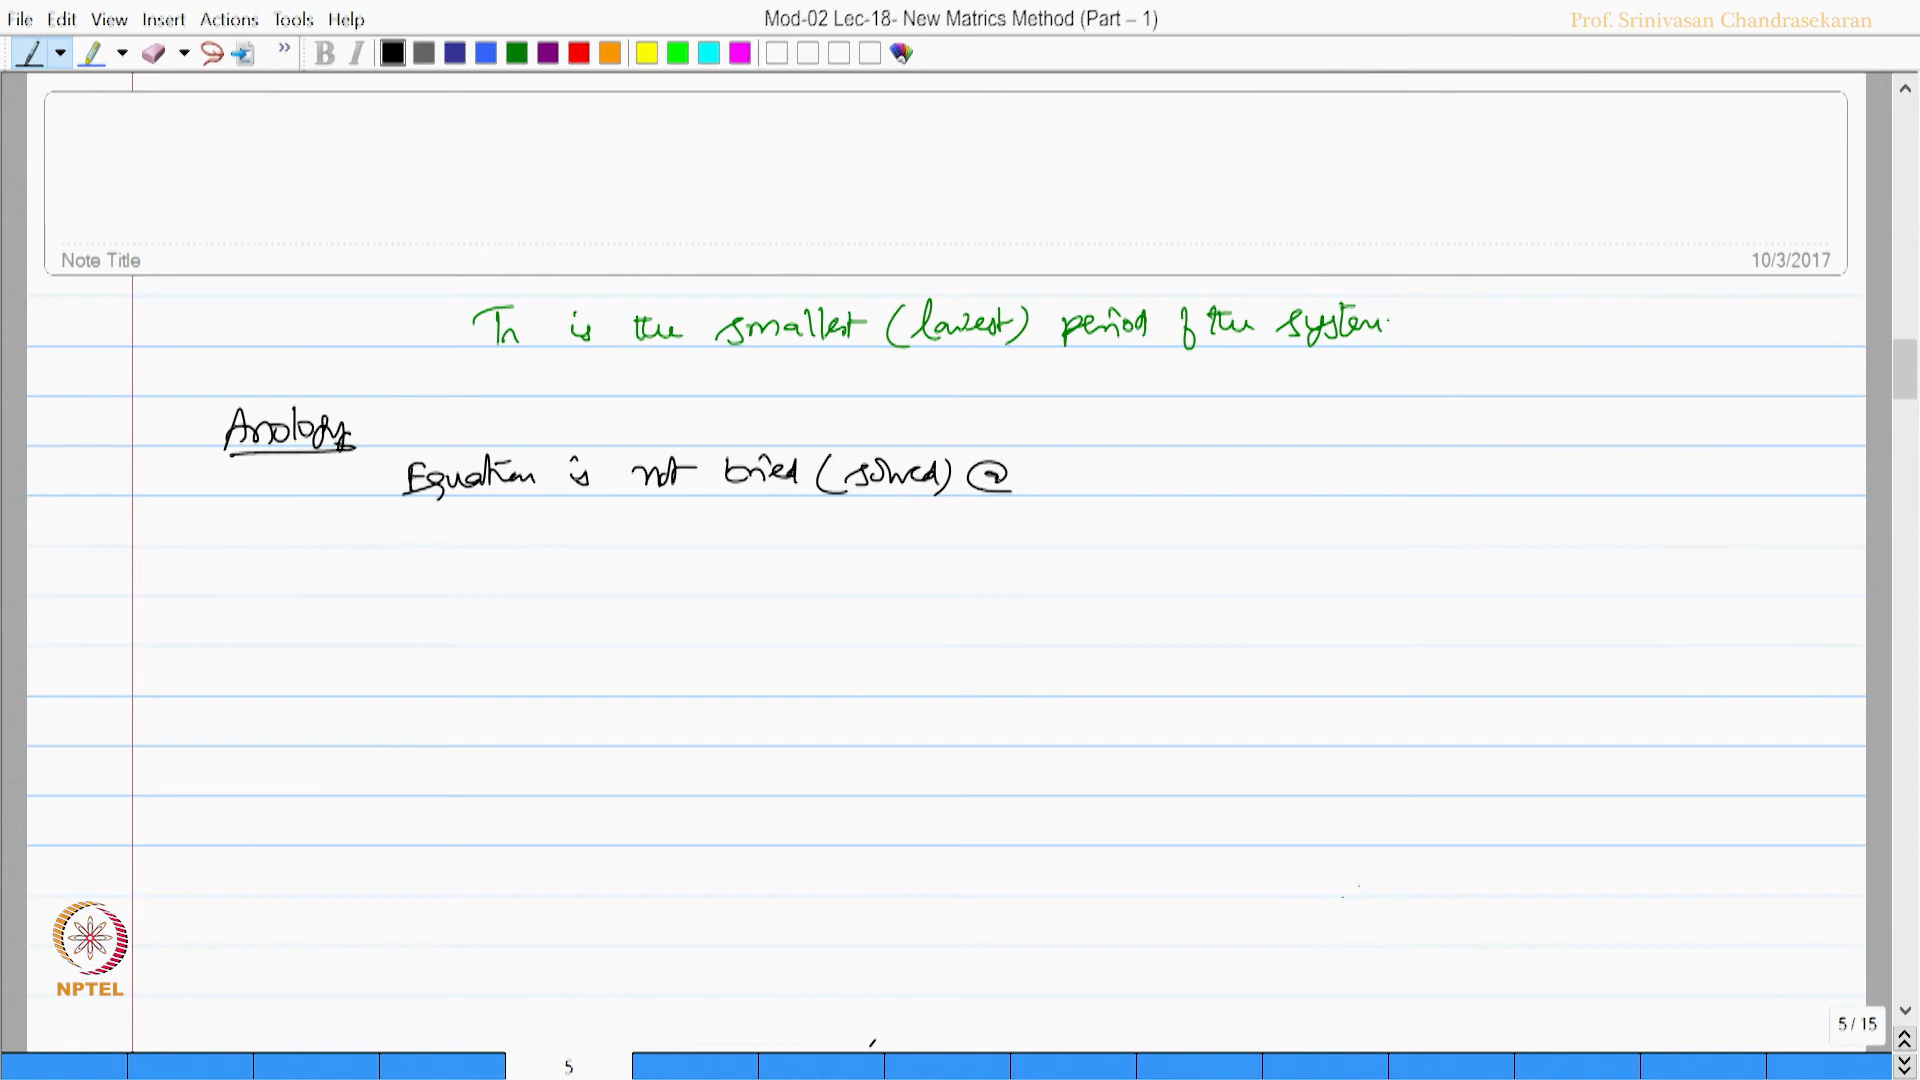 File Edit View Insert Actions Tools Help
Mod-02 Lec-18- New Matrics Method (Part – 1)
Prof. Srinivasan Chandrasekaran
B I
Note Title
10/3/2017
Tn is the smallest (lowest) period of the system.
Analogy
Equation is not tried (solved) @
NPTEL
5 / 15
5